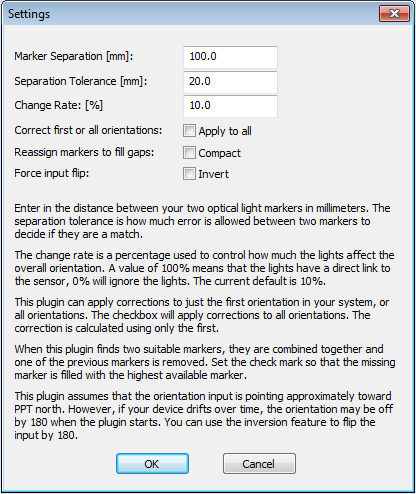 Settings
Marker Separation [mm]: 100.0
Separation Tolerance [mm]: 20.0
Change Rate: [%] 10.0
Correct first or all orientations: Apply to all
Reassign markers to fill gaps: Compact
Force input flip: Invert
Enter in the distance between your two optical light markers in millimeters. The
separation tolerance is how much error is allowed between two markers to
decide if they are a match.
The change rate is a percentage used to control how much the lights affect the
overall orientation. A value of 100% means that the lights have a direct link to
the sensor, 0% will ignore the lights. The current default is 10%.
This plugin can apply corrections to just the first orientation in your system, or
all orientations. The checkbox will apply corrections to all orientations. The
correction is calculated using only the first.
When this plugin finds two suitable markers, they are combined together and
one of the previous markers is removed. Set the check mark so that the missing
marker is filled with the highest available marker.
This plugin assumes that the orientation input is pointing approximately toward
PPT north. However, if your device drifts over time, the orientation may be off
by 180 when the plugin starts. You can use the inversion feature to flip the
input by 180.
OK Cancel